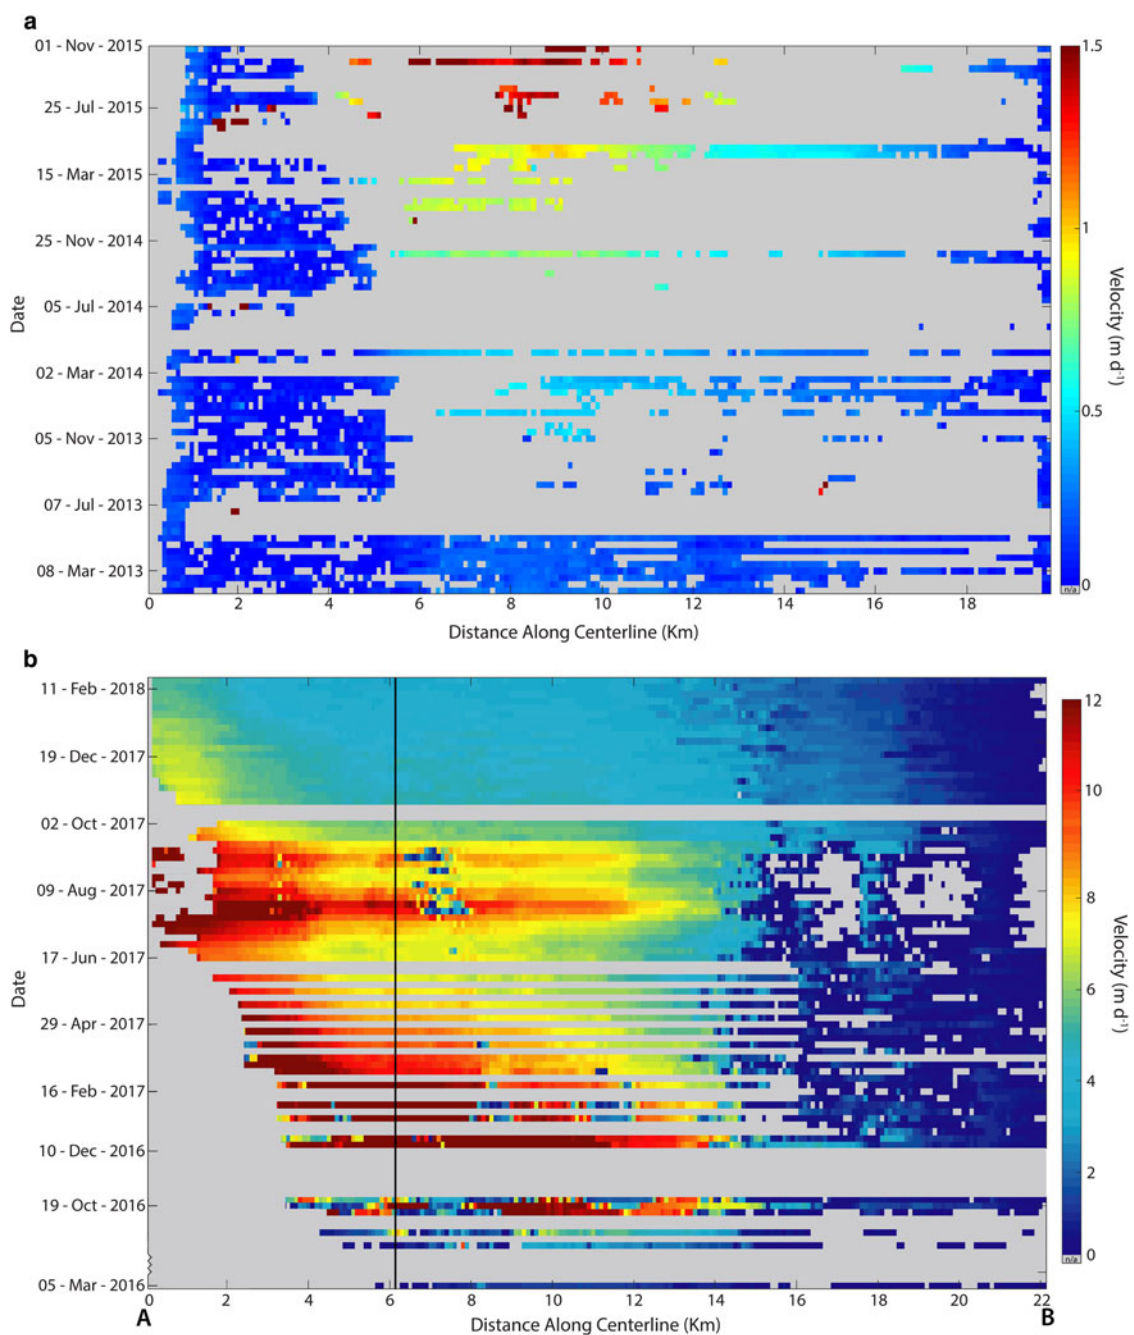 a
01 - Nov - 2015
25 - Jul - 2015
15 - Mar - 2015
25 - Nov - 2014
05 - Jul - 2014
02 - Mar - 2014
05 - Nov - 2013
07 - Jul - 2013
08 - Mar - 2013
Date
0 2 4 6 8 10 12 14 16 18
Distance Along Centerline (Km)
1.5
1
0.5
0
n/a
Velocity (m d⁻¹)
b
11 - Feb - 2018
19 - Dec - 2017
02 - Oct - 2017
09 - Aug - 2017
17 - Jun - 2017
29 - Apr - 2017
16 - Feb - 2017
10 - Dec - 2016
19 - Oct - 2016
05 - Mar - 2016
Date
0 2 4 6 8 10 12 14 16 18 20 22
A B
Distance Along Centerline (Km)
12
10
8
6
4
2
0
n/a
Velocity (m d⁻¹)